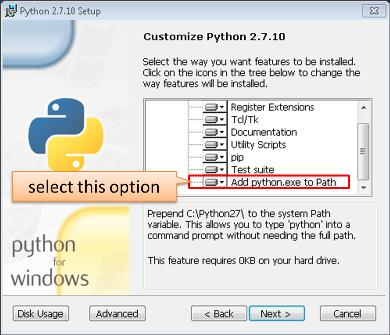 Python 2.7.10 Setup
Customize Python 2.7.10
Select the way you want features to be installed.
Click on the icons in the tree below to change the
way features will be installed.
Register Extensions
Tcl/Tk
Documentation
Utility Scripts
pip
Test suite
select this option
Add python.exe to Path
Prepend C:\Python27\ to the system Path
variable. This allows you to type 'python' into a
command prompt without needing the full path.
This feature requires 0KB on your hard drive.
python
for
windows
Disk Usage
Advanced
< Back
Next >
Cancel